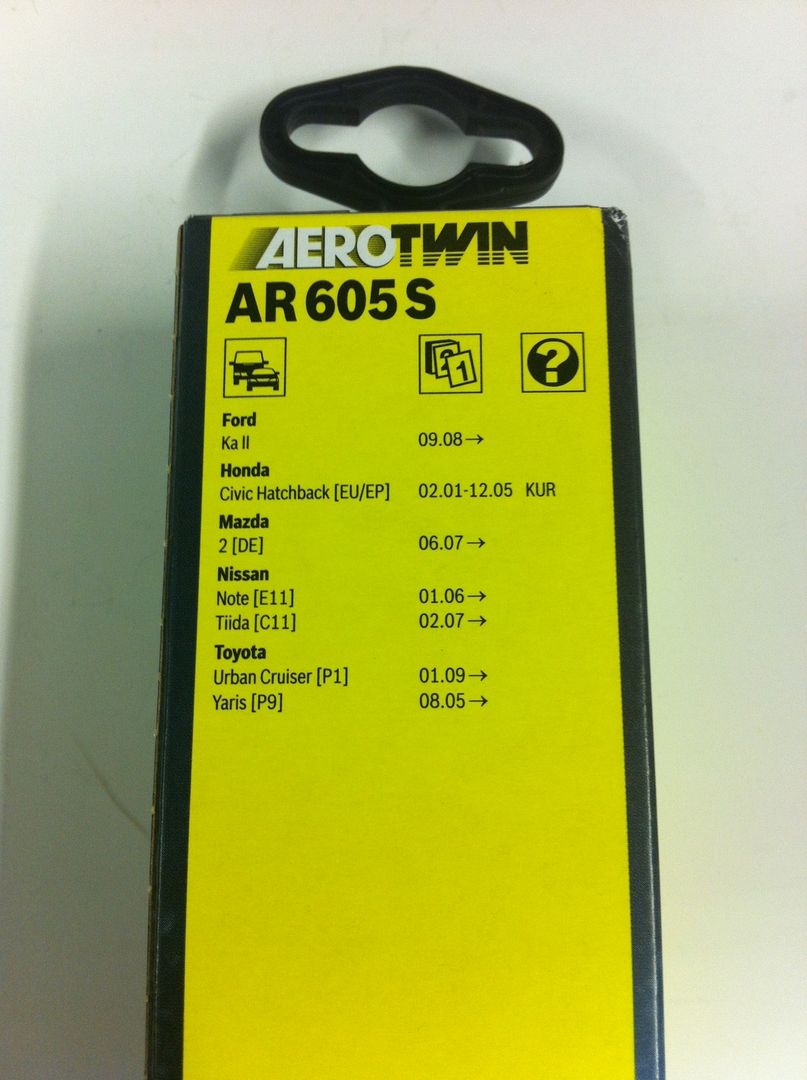 AEROTWIN
AR 605 S
2 1 ?
Ford
Ka II 09.08→
Honda
Civic Hatchback [EU/EP] 02.01-12.05 KUR
Mazda
2 [DE] 06.07→
Nissan
Note [E11] 01.06→
Tiida [C11] 02.07→
Toyota
Urban Cruiser [P1] 01.09→
Yaris [P9] 08.05→